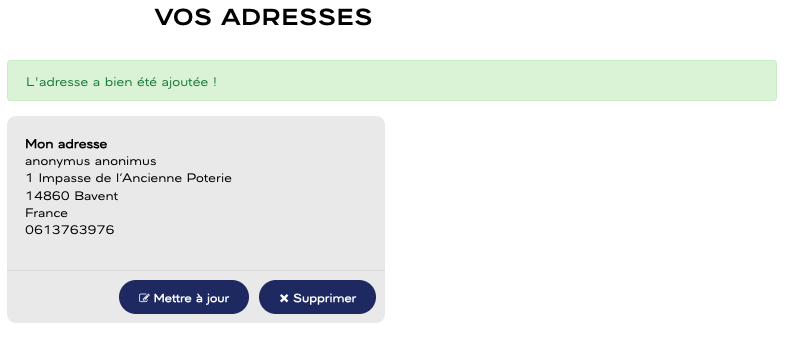 VOS ADRESSES
L'adresse a bien été ajoutée !
Mon adresse
anonymus anonimus
1 Impasse de l’Ancienne Poterie
14860 Bavent
France
0613763976
Mettre à jour
Supprimer